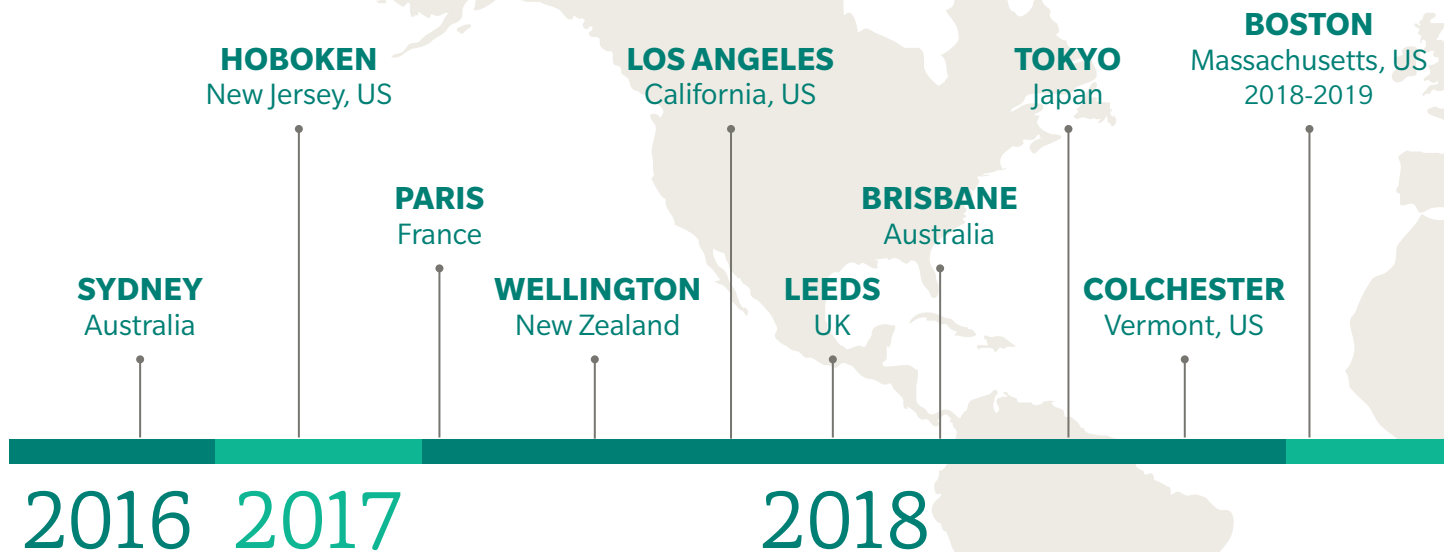 SYDNEY
Australia
HOBOKEN
New Jersey, US
PARIS
France
WELLINGTON
New Zealand
LOS ANGELES
California, US
LEEDS
UK
BRISBANE
Australia
TOKYO
Japan
COLCHESTER
Vermont, US
BOSTON
Massachusetts, US
2018-2019
2016
2017
2018